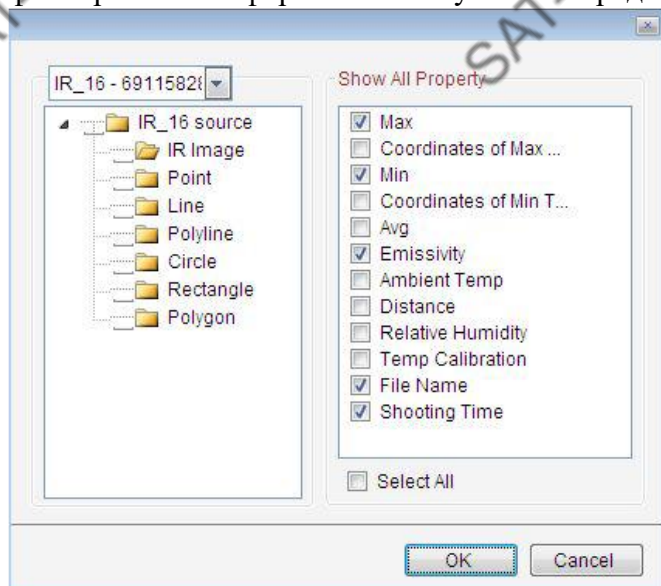 IR_16 - 69115828
IR_16 source
IR Image
Point
Line
Polyline
Circle
Rectangle
Polygon
Show All Property
Max
Coordinates of Max ...
Min
Coordinates of Min T...
Avg
Emissivity
Ambient Temp
Distance
Relative Humidity
Temp Calibration
File Name
Shooting Time
Select All
OK
Cancel